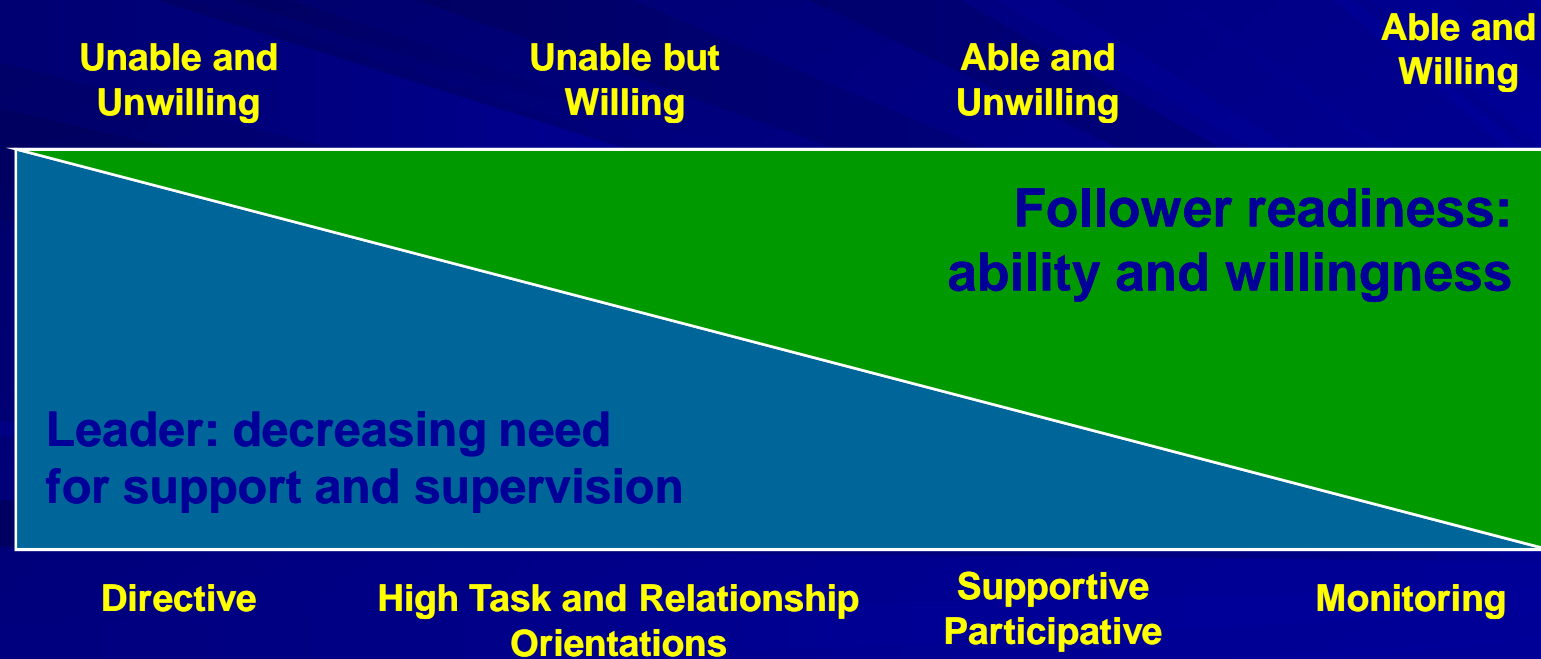 Unable and
Unwilling
Unable but
Willing
Able and
Unwilling
Able and
Willing
Follower readiness:
ability and willingness
Leader: decreasing need
for support and supervision
Directive
High Task and Relationship
Orientations
Supportive
Participative
Monitoring